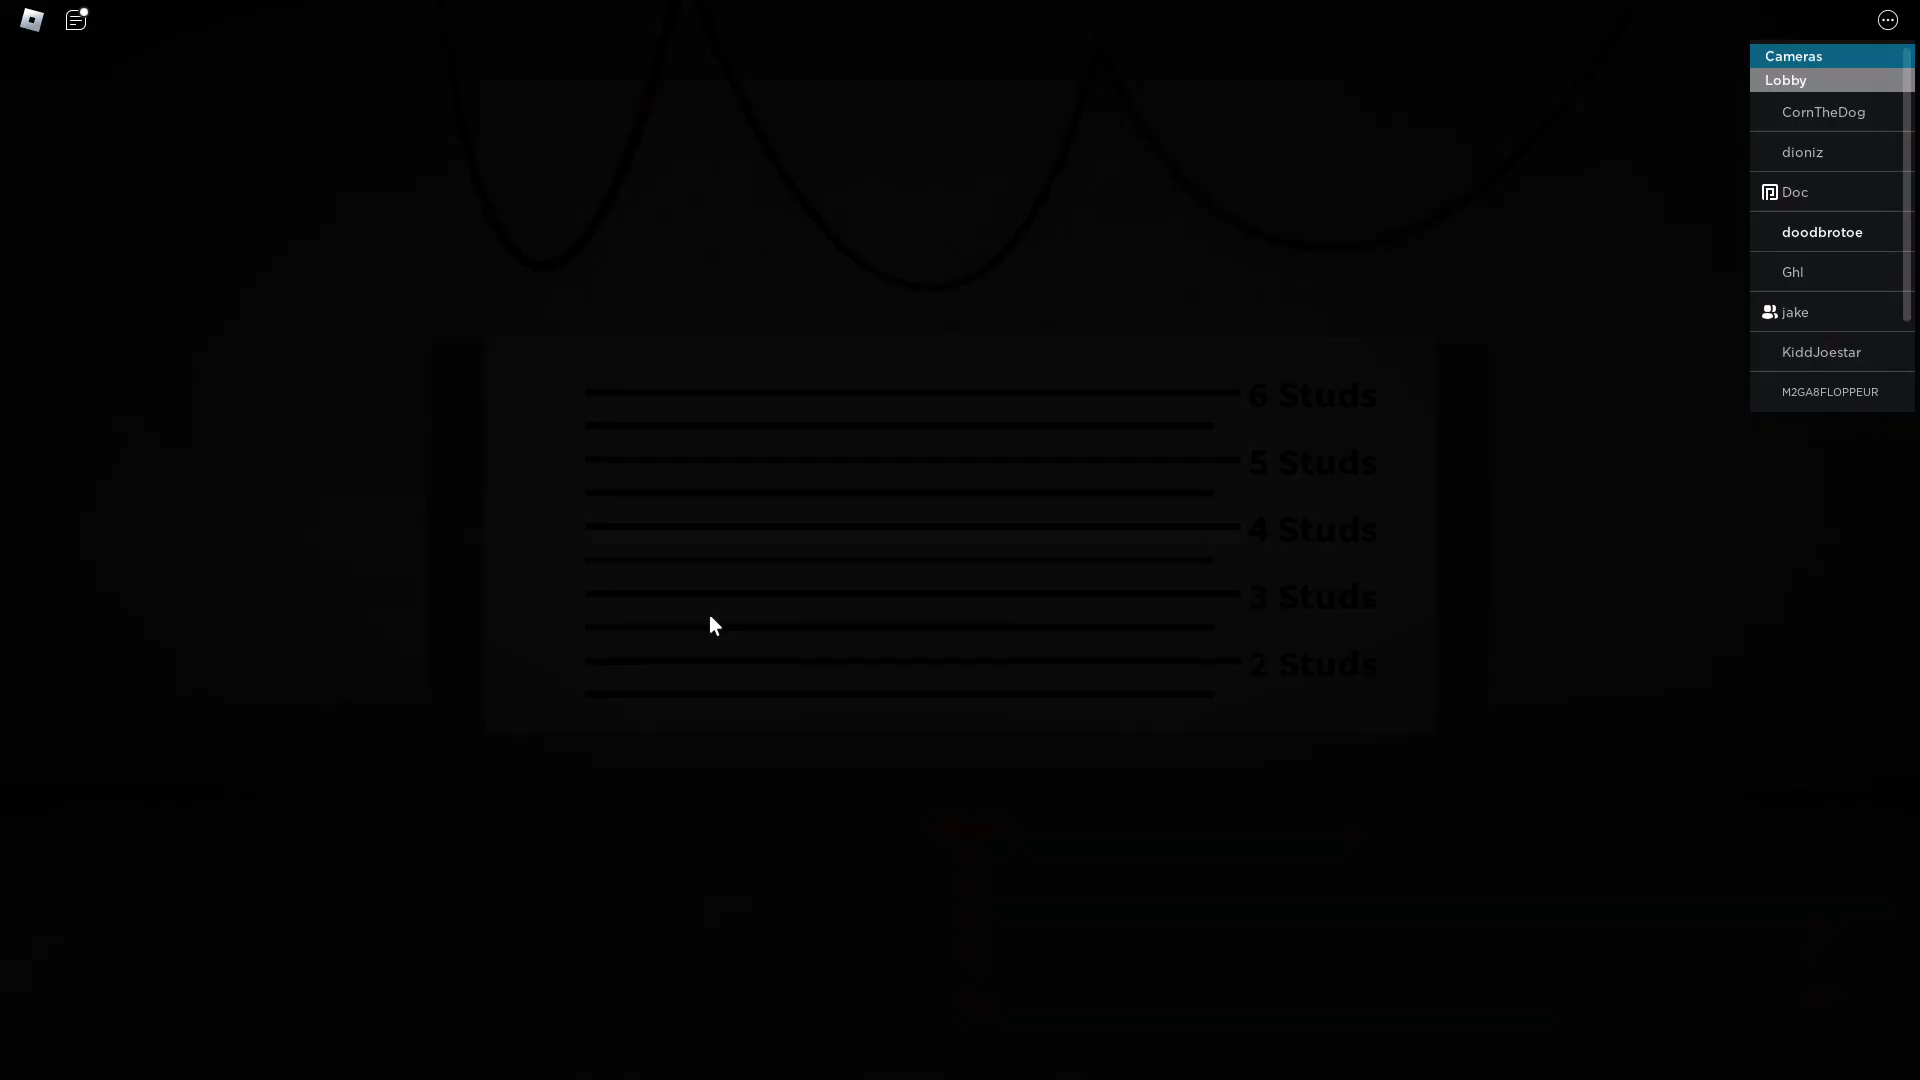 Cameras
Lobby
CornTheDog
dioniz
Doc
doodbrotoe
Ghl
jake
KiddJoestar
M2GA8FLOPPEUR
6 Studs
5 Studs
4 Studs
3 Studs
2 Studs